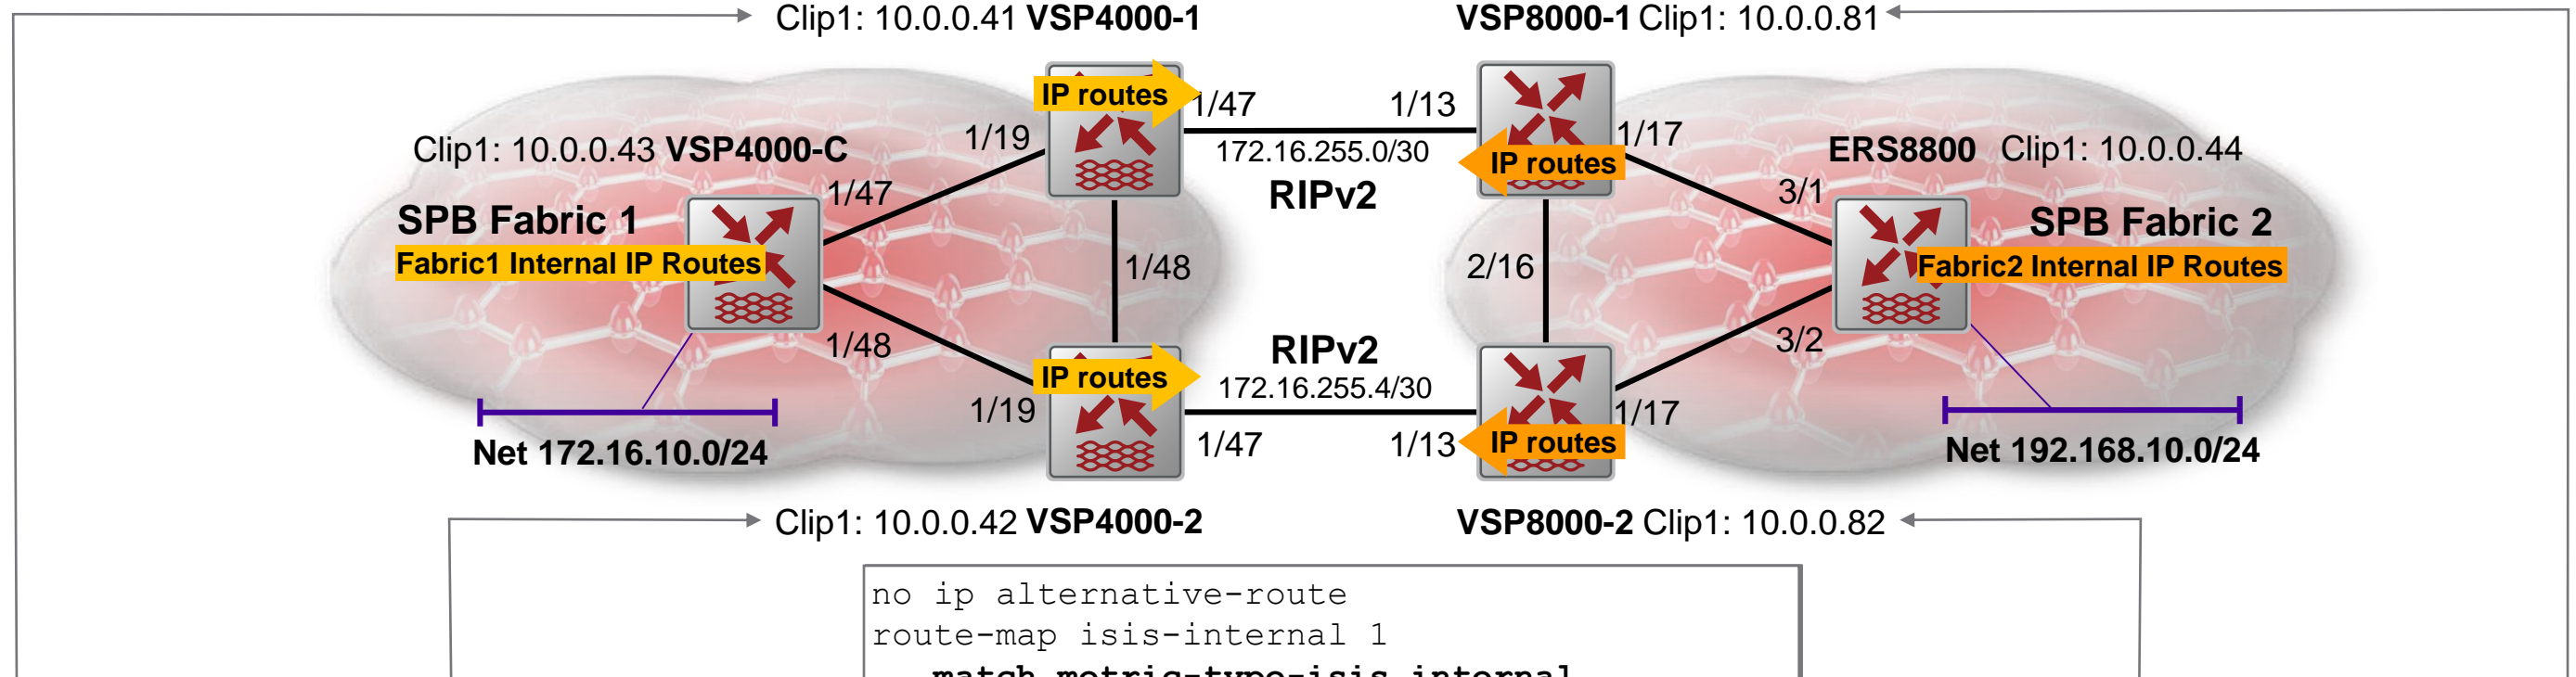 Clip1: 10.0.0.41 VSP4000-1
VSP8000-1 Clip1: 10.0.0.81
IP routes
1/47
1/13
1/19
172.16.255.0/30
RIPv2
IP routes
1/17
Clip1: 10.0.0.43 VSP4000-C
ERS8800 Clip1: 10.0.0.44
1/47
3/1
SPB Fabric 1
Fabric1 Internal IP Routes
SPB Fabric 2
Fabric2 Internal IP Routes
1/48
2/16
1/48
3/2
RIPv2
172.16.255.4/30
IP routes
1/19
1/47
1/13
IP routes
1/17
Net 172.16.10.0/24
Net 192.168.10.0/24
Clip1: 10.0.0.42 VSP4000-2
VSP8000-2 Clip1: 10.0.0.82
no ip alternative-route
route-map isis-internal 1
match metric-type-isis internal